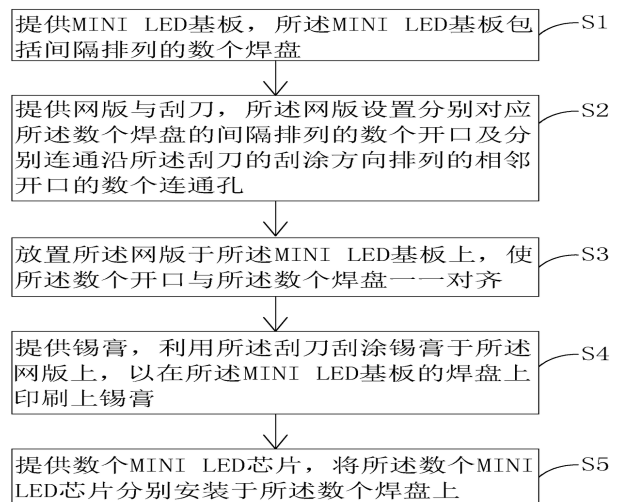 提供MINI LED基板，所述MINI LED基板包
括间隔排列的数个焊盘
S1
提供网版与刮刀，所述网版设置分别对应
所述数个焊盘的间隔排列的数个开口及分
别连通沿所述刮刀的刮涂方向排列的相邻
开口的数个连通孔
S2
放置所述网版于所述MINI LED基板上，使
所述数个开口与所述数个焊盘一一对齐
S3
提供锡膏，利用所述刮刀刮涂锡膏于所述
网版上，以在所述MINI LED基板的焊盘上
印刷上锡膏
S4
提供数个MINI LED芯片，将所述数个MINI
LED芯片分别安装于所述数个焊盘上
S5